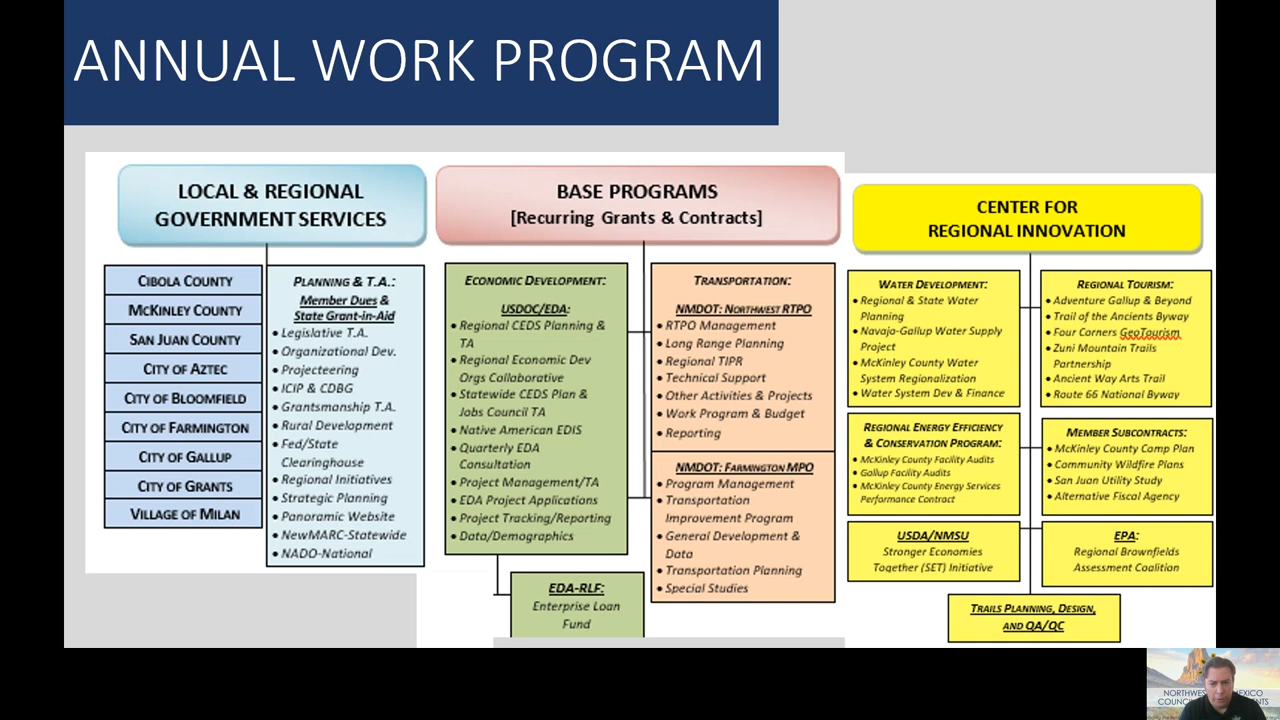 ANNUAL WORK PROGRAM
LOCAL & REGIONAL
GOVERNMENT SERVICES
CIBOLA COUNTY
MCKINLEY COUNTY
SAN JUAN COUNTY
CITY OF AZTEC
CITY OF BLOOMFIELD
CITY OF FARMINGTON
CITY OF GALLUP
CITY OF GRANTS
VILLAGE OF MILAN
PLANNING & T.A.:
Member Dues &
State Grant-in-Aid
• Legislative T.A.
• Organizational Dev.
• Projecteering
• ICIP & CDBG
• Grantsmanship T.A.
• Rural Development
• Fed/State
Clearinghouse
• Regional Initiatives
• Strategic Planning
• Panoramic Website
• NewMARC-Statewide
• NADO-National
BASE PROGRAMS
[Recurring Grants & Contracts]
ECONOMIC DEVELOPMENT:
USDOC/EDA:
• Regional CEDS Planning &
TA
• Regional Economic Dev
Orgs Collaborative
• Statewide CEDS Plan &
Jobs Council TA
• Native American EDIS
• Quarterly EDA
Consultation
• Project Management/TA
• EDA Project Applications
• Project Tracking/Reporting
• Data/Demographics
EDA-RLF:
Enterprise Loan
Fund
TRANSPORTATION:
NMDOT: NORTHWEST RTPO
• RTPO Management
• Long Range Planning
• Regional TIPR
• Technical Support
• Other Activities & Projects
• Work Program & Budget
• Reporting
NMDOT: FARMINGTON MPO
• Program Management
• Transportation
Improvement Program
• General Development &
Data
• Transportation Planning
• Special Studies
CENTER FOR
REGIONAL INNOVATION
WATER DEVELOPMENT:
• Regional & State Water
Planning
• Navajo-Gallup Water Supply
Project
• McKinley County Water
System Regionalization
• Water System Dev & Finance
REGIONAL TOURISM:
• Adventure Gallup & Beyond
• Trail of the Ancients Byway
• Four Corners GeoTourism
• Zuni Mountain Trails
Partnership
• Ancient Way Arts Trail
• Route 66 National Byway
REGIONAL ENERGY EFFICIENCY
& CONSERVATION PROGRAM:
• McKinley County Facility Audits
• Gallup Facility Audits
• McKinley County Energy Services
Performance Contract
MEMBER SUBCONTRACTS:
• McKinley County Comp Plan
• Community Wildfire Plans
• San Juan Utility Study
• Alternative Fiscal Agency
USDA/NMSU
Stronger Economies
Together (SET) Initiative
EPA:
Regional Brownfields
Assessment Coalition
TRAILS PLANNING, DESIGN,
AND QA/QC